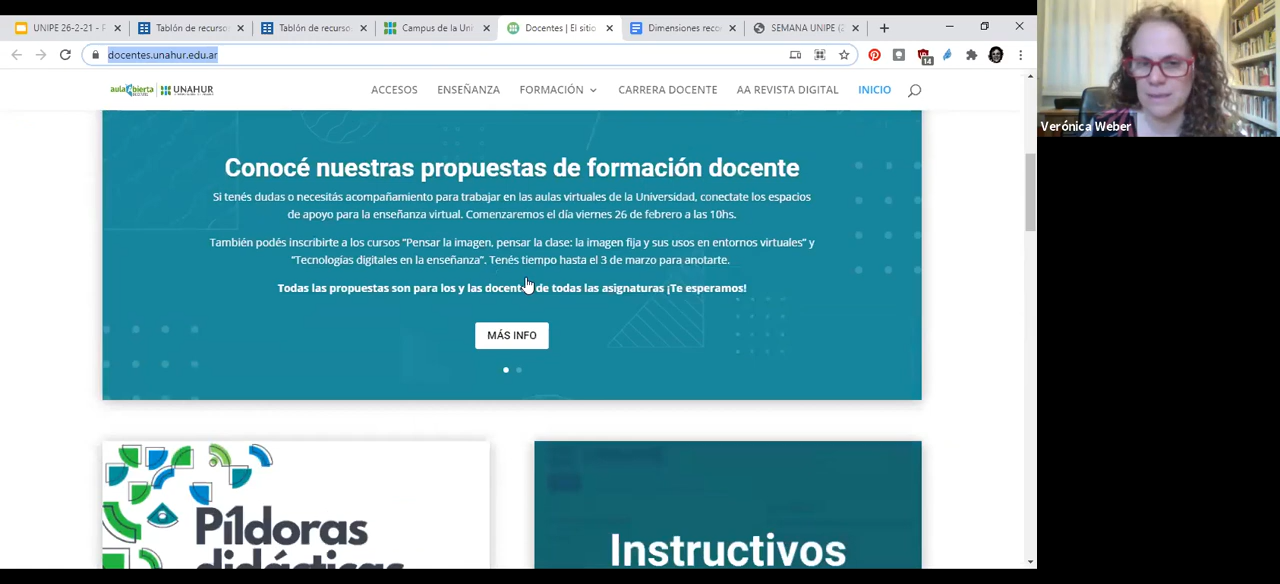 UNIPE 26-2-21 - P
Tablón de recurso
Tablón de recurso
Campus de la Uni
Docentes | El sitio
Dimensiones reco
SEMANA UNIPE (2
docentes.unahur.edu.ar
14
aulaabierta UNAHUR
ACCESOS ENSEÑANZA FORMACIÓN CARRERA DOCENTE AA REVISTA DIGITAL INICIO
Verónica Weber
Conocé nuestras propuestas de formación docente
Si tenés dudas o necesitás acompañamiento para trabajar en las aulas virtuales de la Universidad, conectate los espacios
de apoyo para la enseñanza virtual. Comenzaremos el día viernes 26 de febrero a las 10hs.
También podés inscribirte a los cursos "Pensar la imagen, pensar la clase: la imagen fija y sus usos en entornos virtuales" y
"Tecnologías digitales en la enseñanza". Tenés tiempo hasta el 3 de marzo para anotarte.
Todas las propuestas son para los y las docent de todas las asignaturas ¡Te esperamos!
MÁS INFO
Píldoras
didácticas
Instructivos